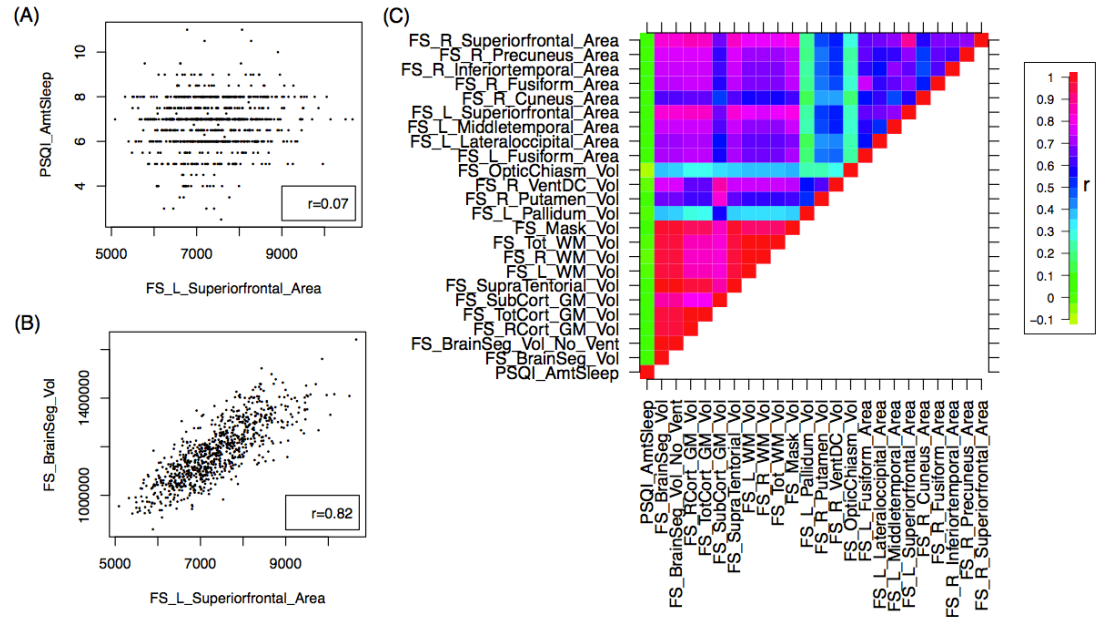 (A)
PSQI_AmtSleep
10
8
6
4
r=0.07
5000
7000
9000
FS_L_Superiorfrontal_Area
(B)
FS_BrainSeg_Vol
1400000
1000000
r=0.82
5000
7000
9000
FS_L_Superiorfrontal_Area
(C)
FS_R_Superiorfrontal_Area
FS_R_Precuneus_Area
FS_R_Inferiortemporal_Area
FS_R_Fusiform_Area
FS_R_Cuneus_Area
FS_L_Superiorfrontal_Area
FS_L_Middletemporal_Area
FS_L_Lateraloccipital_Area
FS_L_Fusiform_Area
FS_OpticChiasm_Vol
FS_R_VentDC_Vol
FS_R_Putamen_Vol
FS_L_Pallidum_Vol
FS_Mask_Vol
FS_Tot_WM_Vol
FS_R_WM_Vol
FS_L_WM_Vol
FS_SupraTentorial_Vol
FS_SubCort_GM_Vol
FS_TotCort_GM_Vol
FS_RCort_GM_Vol
FS_BrainSeg_Vol_No_Vent
FS_BrainSeg_Vol
PSQI_AmtSleep
PSQI_AmtSleep
FS_BrainSeg_Vol
FS_BrainSeg_Vol_No_Vent
FS_RCort_GM_Vol
FS_TotCort_GM_Vol
FS_SubCort_GM_Vol
FS_SupraTentorial_Vol
FS_L_WM_Vol
FS_R_WM_Vol
FS_Tot_WM_Vol
FS_Mask_Vol
FS_L_Pallidum_Vol
FS_R_Putamen_Vol
FS_R_VentDC_Vol
FS_OpticChiasm_Vol
FS_L_Fusiform_Area
FS_L_Lateraloccipital_Area
FS_L_Middletemporal_Area
FS_L_Superiorfrontal_Area
FS_R_Cuneus_Area
FS_R_Fusiform_Area
FS_R_Inferiortemporal_Area
FS_R_Precuneus_Area
FS_R_Superiorfrontal_Area
1
0.9
0.8
0.7
0.6
0.5
0.4
0.3
0.2
0.1
0
−0.1
r